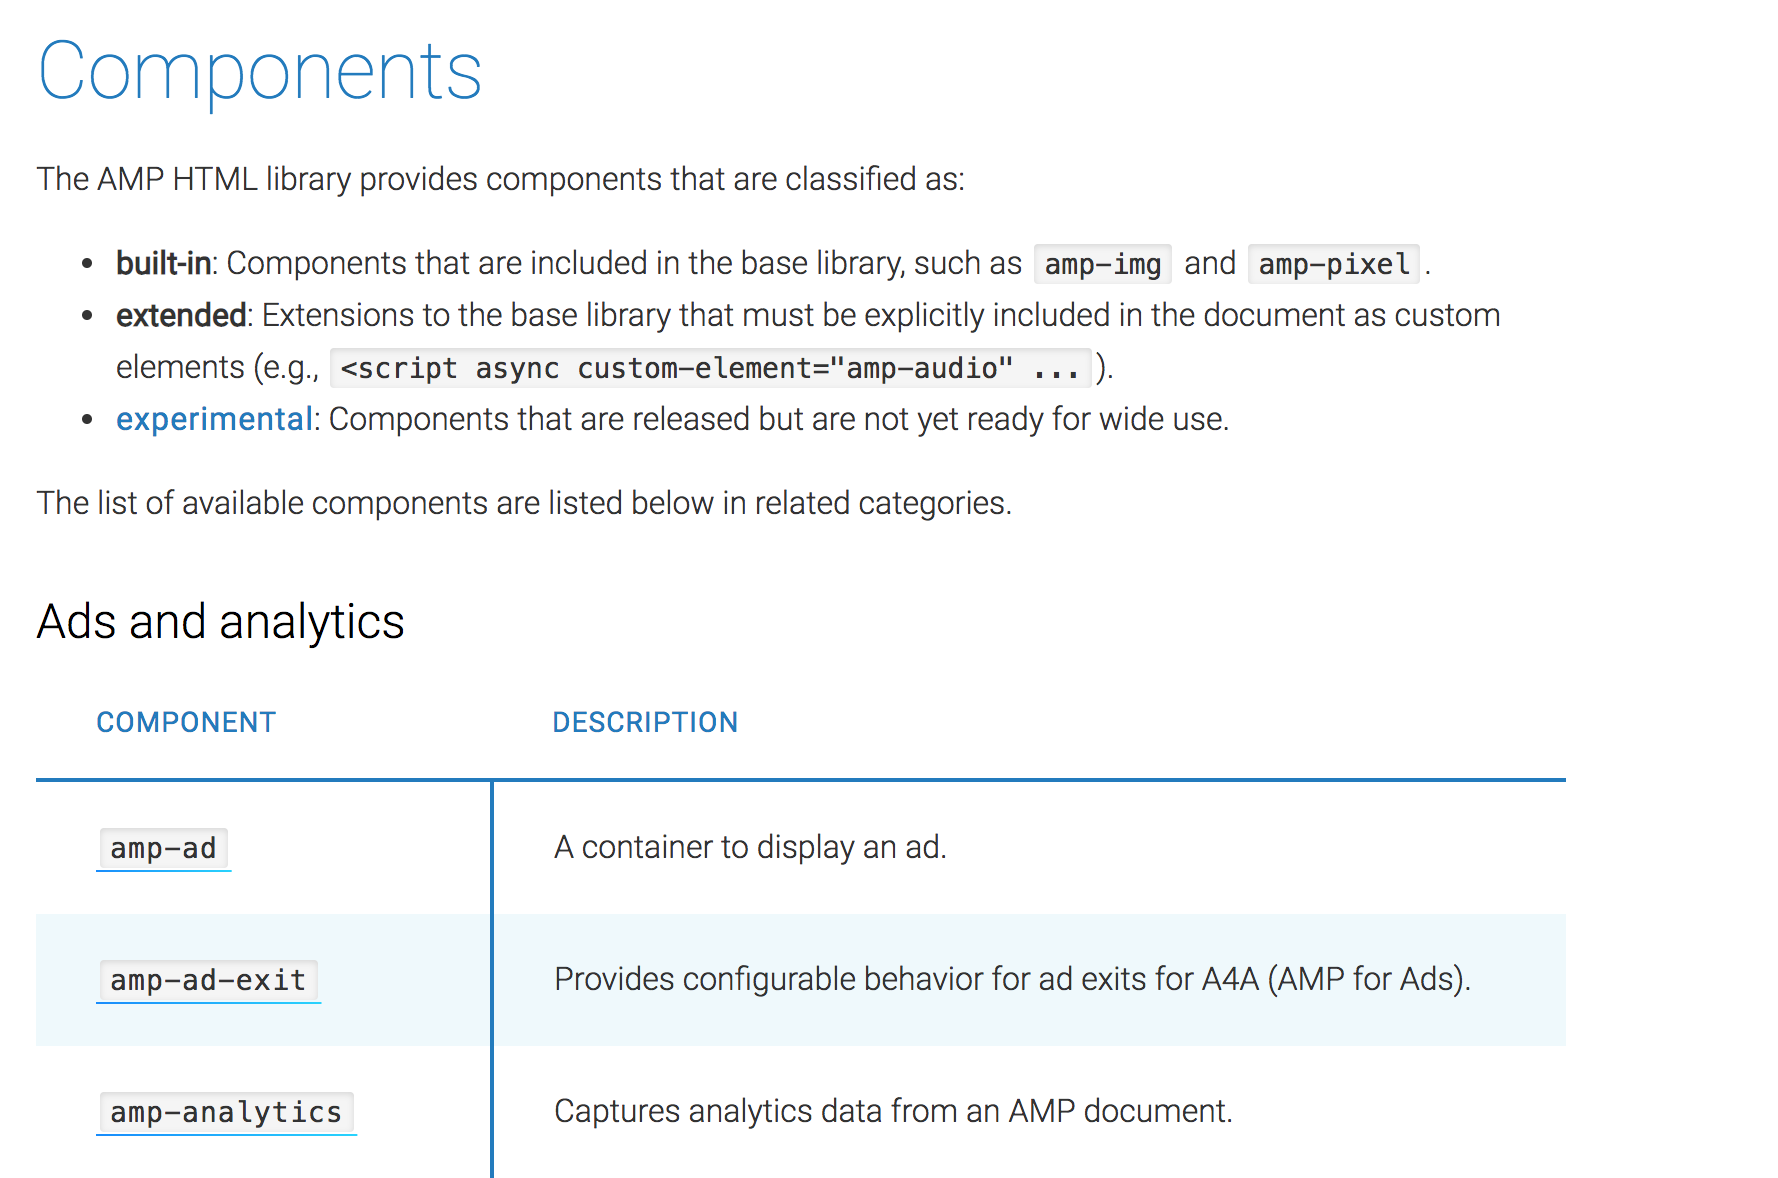 Components
The AMP HTML library provides components that are classified as:
• built-in: Components that are included in the base library, such as amp-img and amp-pixel .
• extended: Extensions to the base library that must be explicitly included in the document as custom
elements (e.g., <script async custom-element="amp-audio" ... ).
• experimental: Components that are released but are not yet ready for wide use.
The list of available components are listed below in related categories.
Ads and analytics
COMPONENT DESCRIPTION
amp-ad A container to display an ad.
amp-ad-exit Provides configurable behavior for ad exits for A4A (AMP for Ads).
amp-analytics Captures analytics data from an AMP document.